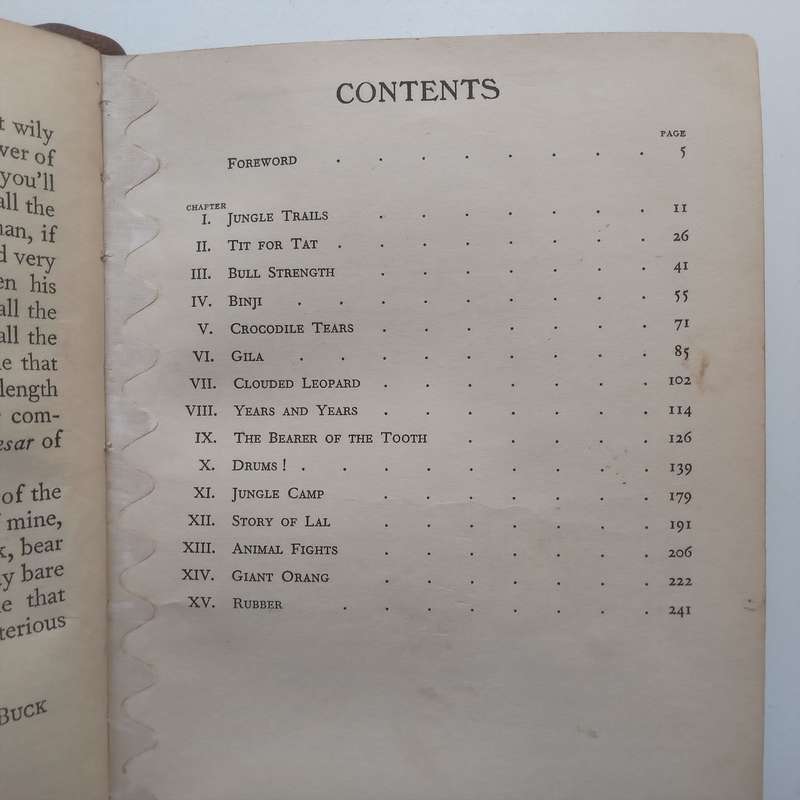 t wily
wer of
you'll
all the
nan, if
d very
en his
all the
all the
e that
length
com-
esar of
of the
mine,
k, bear
y bare
e that
terious
BUCK
CONTENTS
PAGE
FOREWORD . . . . . . . . 5
CHAPTER
I. JUNGLE TRAILS . . . . . . . 11
II. TIT FOR TAT . . . . . . . . 26
III. BULL STRENGTH . . . . . . . 41
IV. BINJI . . . . . . . . . 55
V. CROCODILE TEARS . . . . . . . 71
VI. GILA . . . . . . . . . 85
VII. CLOUDED LEOPARD . . . . . . . 102
VIII. YEARS AND YEARS . . . . . . . 114
IX. THE BEARER OF THE TOOTH . . . . . 126
X. DRUMS! . . . . . . . . . 139
XI. JUNGLE CAMP . . . . . . . 179
XII. STORY OF LAL . . . . . . . 191
XIII. ANIMAL FIGHTS . . . . . . . 206
XIV. GIANT ORANG . . . . . . . 222
XV. RUBBER . . . . . . . . 241